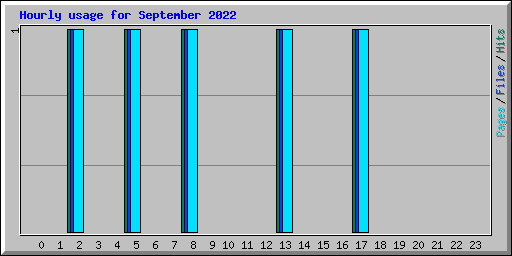 Hourly usage for September 2022
1
Pages/Files/Hits
0 1 2 3 4 5 6 7 8 9 10 11 12 13 14 15 16 17 18 19 20 21 22 23